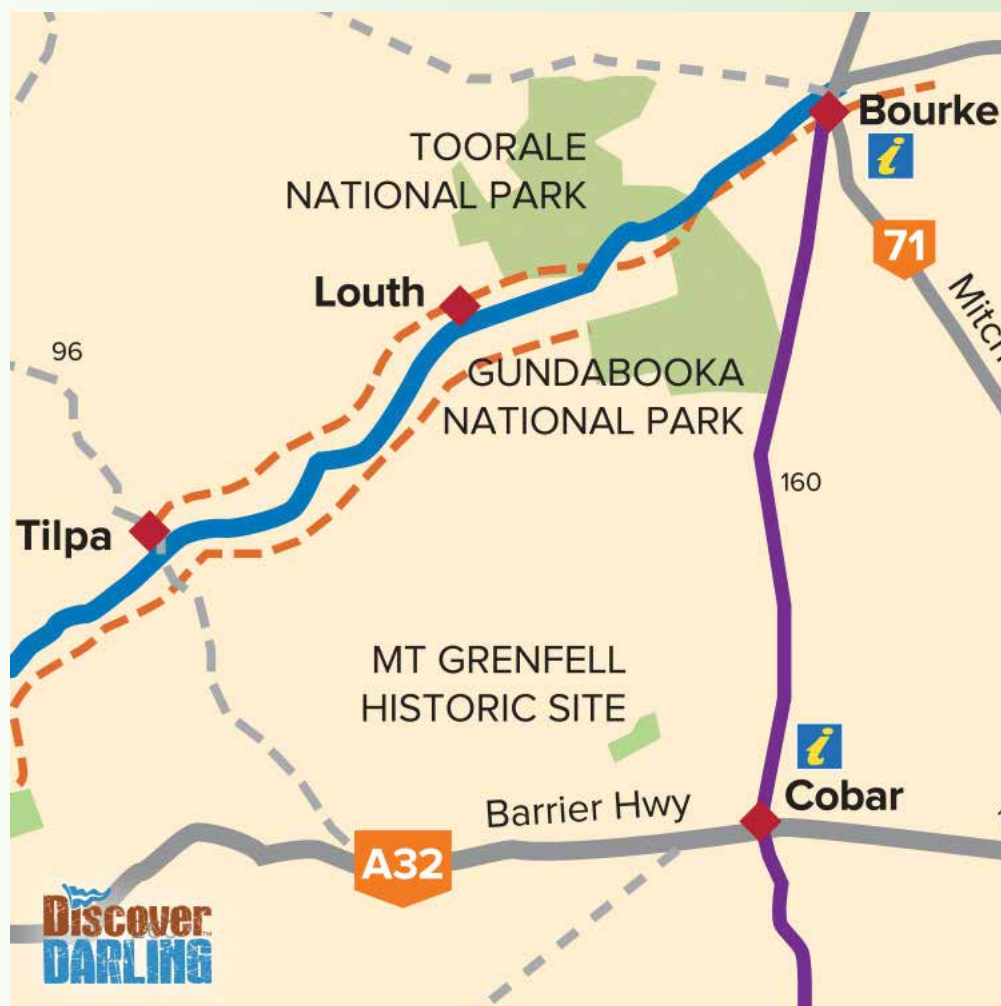 Bourke
i
TOORALE
NATIONAL PARK
71
Louth
Mitch
96
GUNDABOOKA
NATIONAL PARK
160
Tilpa
MT GRENFELL
HISTORIC SITE
i
Cobar
Barrier Hwy
A32
Discover
DARLING